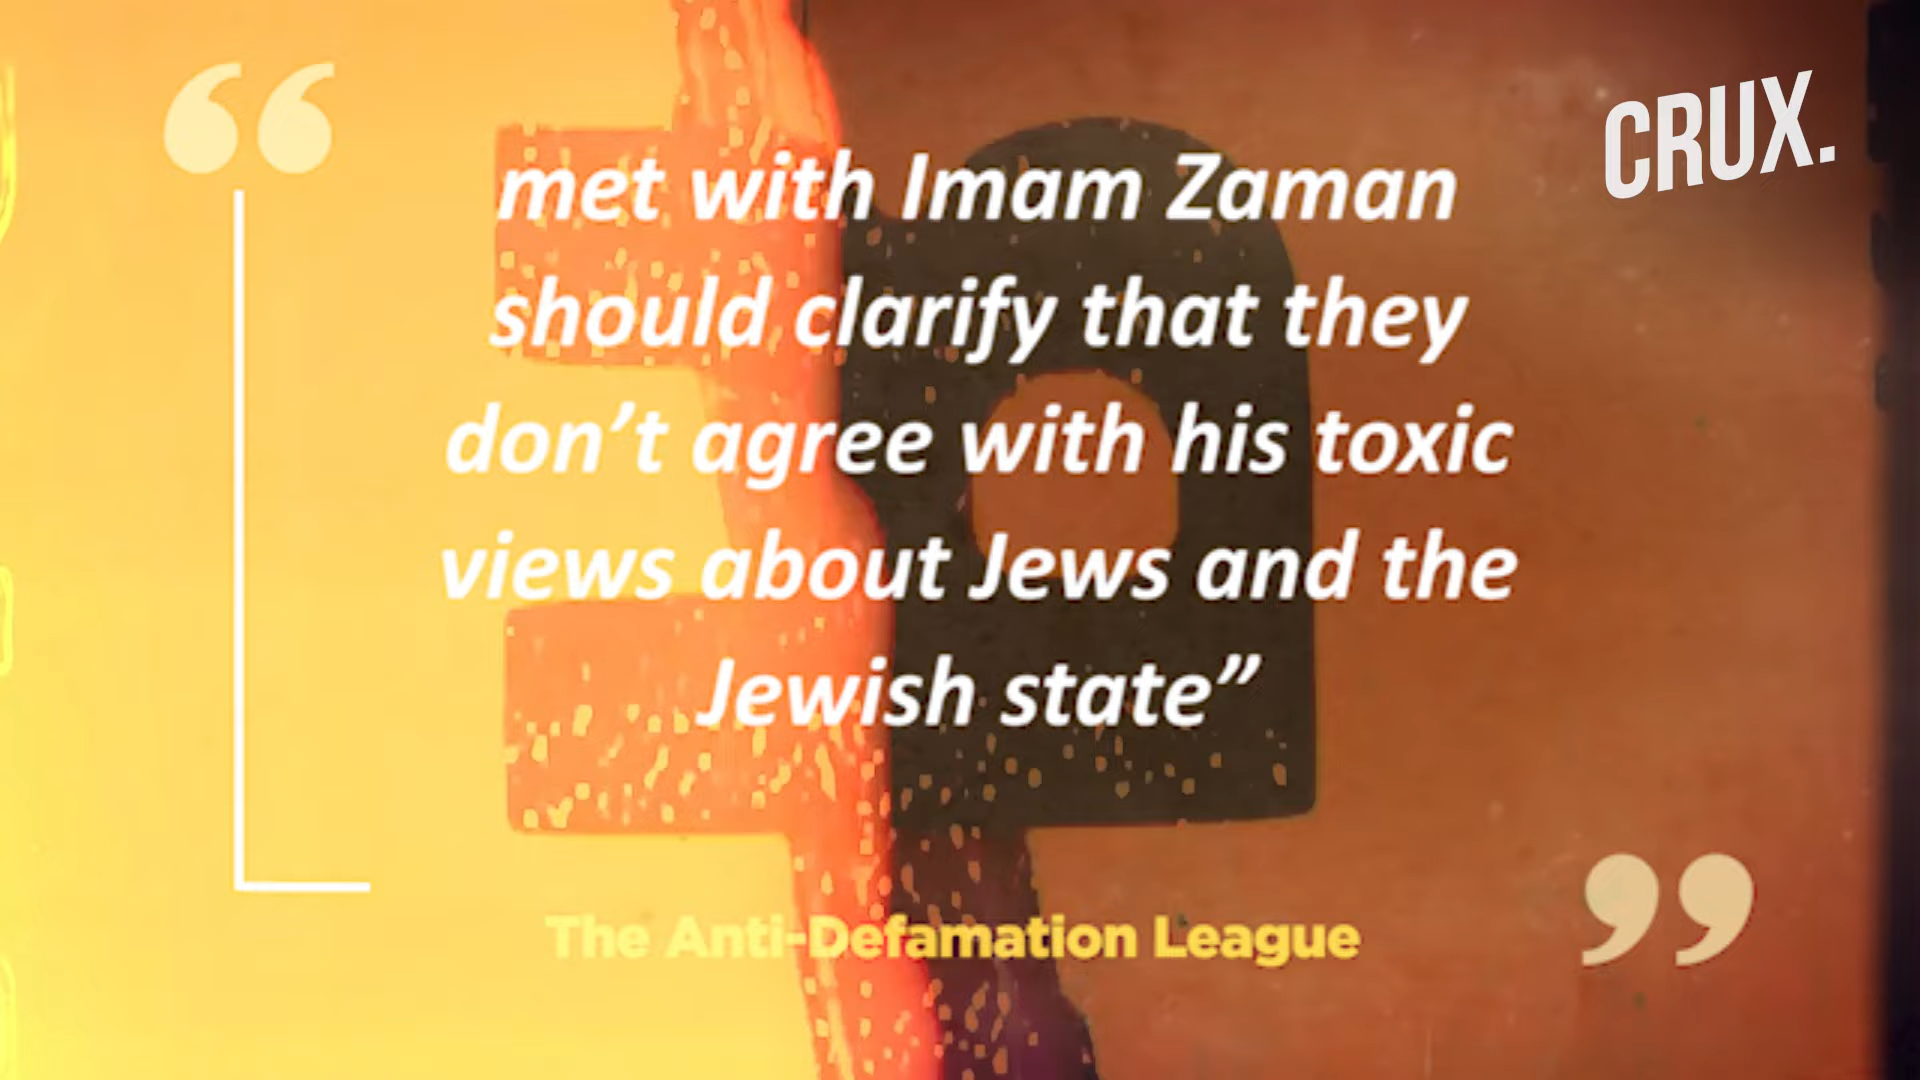 “
CRUX.
met with Imam Zaman
should clarify that they
don’t agree with his toxic
views about Jews and the
Jewish state”
The Anti-Defamation League
”